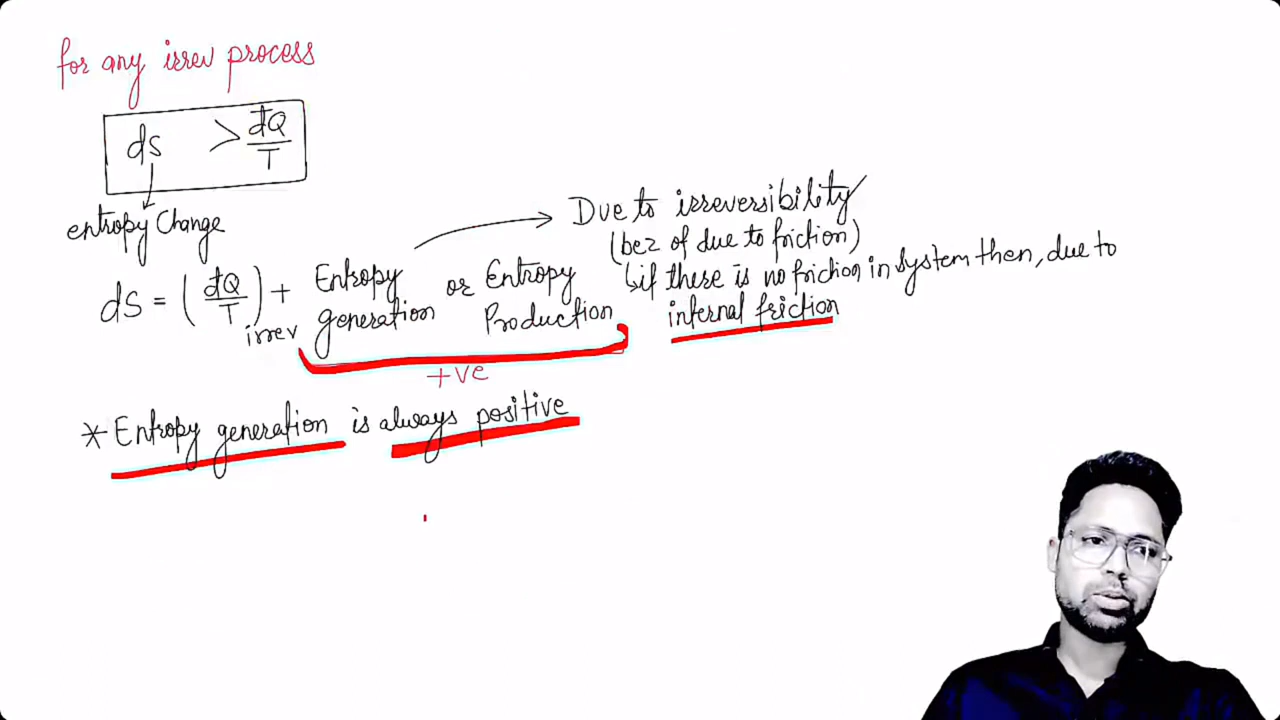 for any irrev process
dS > đQ/T
entropy Change
dS = (đQ/T)irrev + Entropy generation or Entropy Production
+ve
Due to irreversibility
(bcz of due to friction)
↳if there is no friction in system then, due to
internal friction
* Entropy generation is always positive